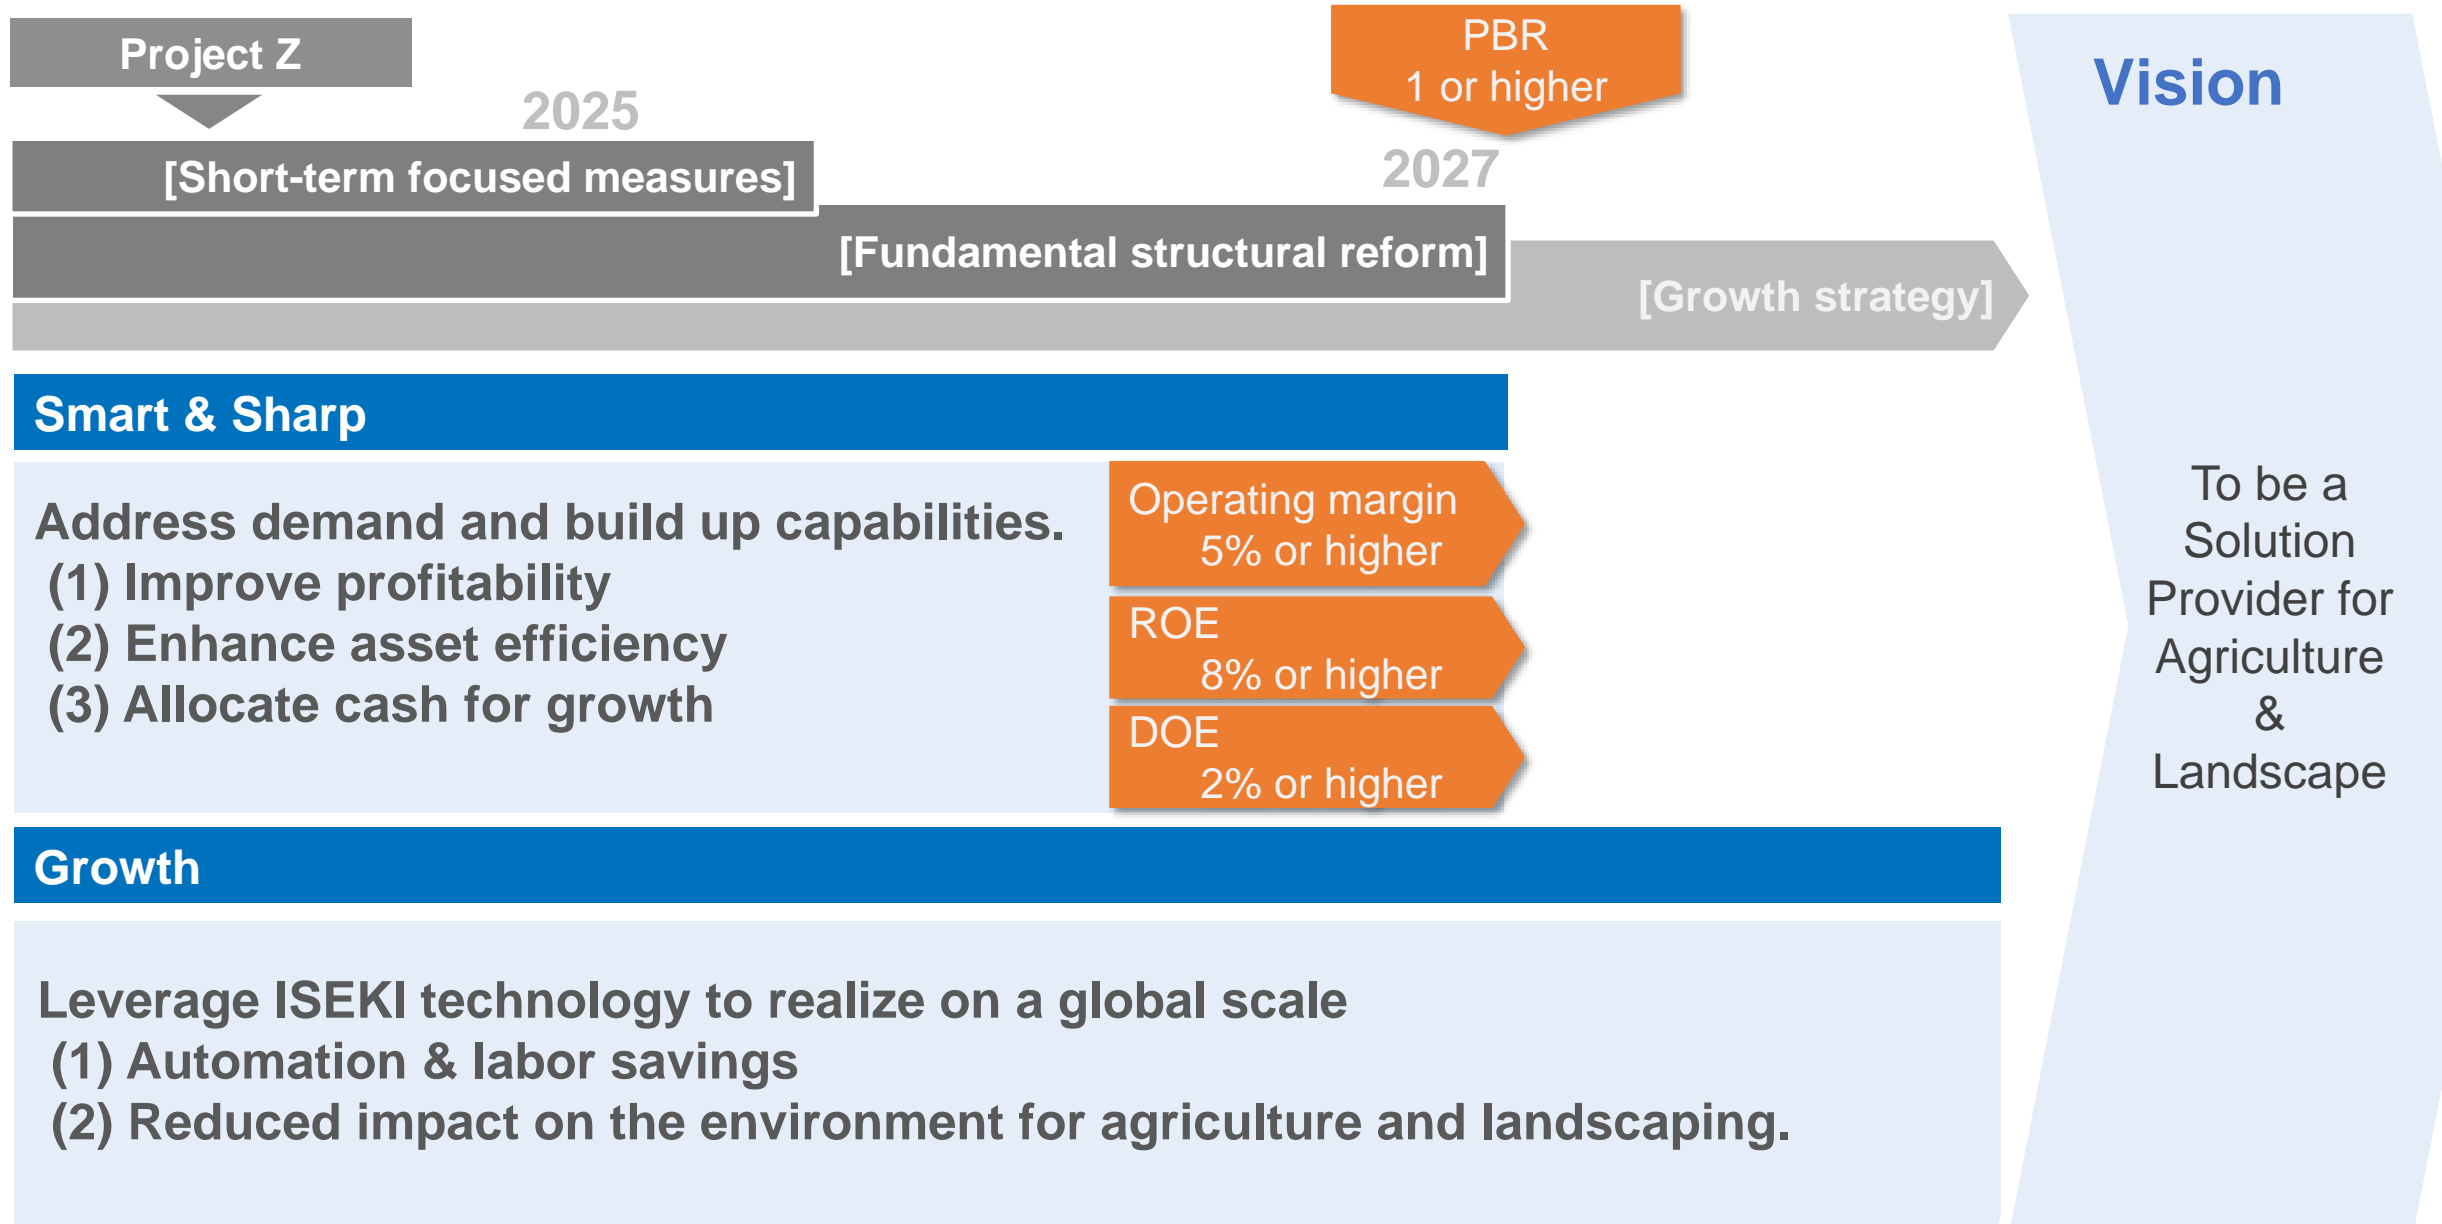 Project Z
2025
[Short-term focused measures]
PBR
1 or higher
2027
[Fundamental structural reform]
[Growth strategy]
Smart & Sharp
Address demand and build up capabilities.
(1) Improve profitability
(2) Enhance asset efficiency
(3) Allocate cash for growth
Operating margin
5% or higher
ROE
8% or higher
DOE
2% or higher
Growth
Leverage ISEKI technology to realize on a global scale
(1) Automation & labor savings
(2) Reduced impact on the environment for agriculture and landscaping.
Vision
To be a
Solution
Provider for
Agriculture
&
Landscape